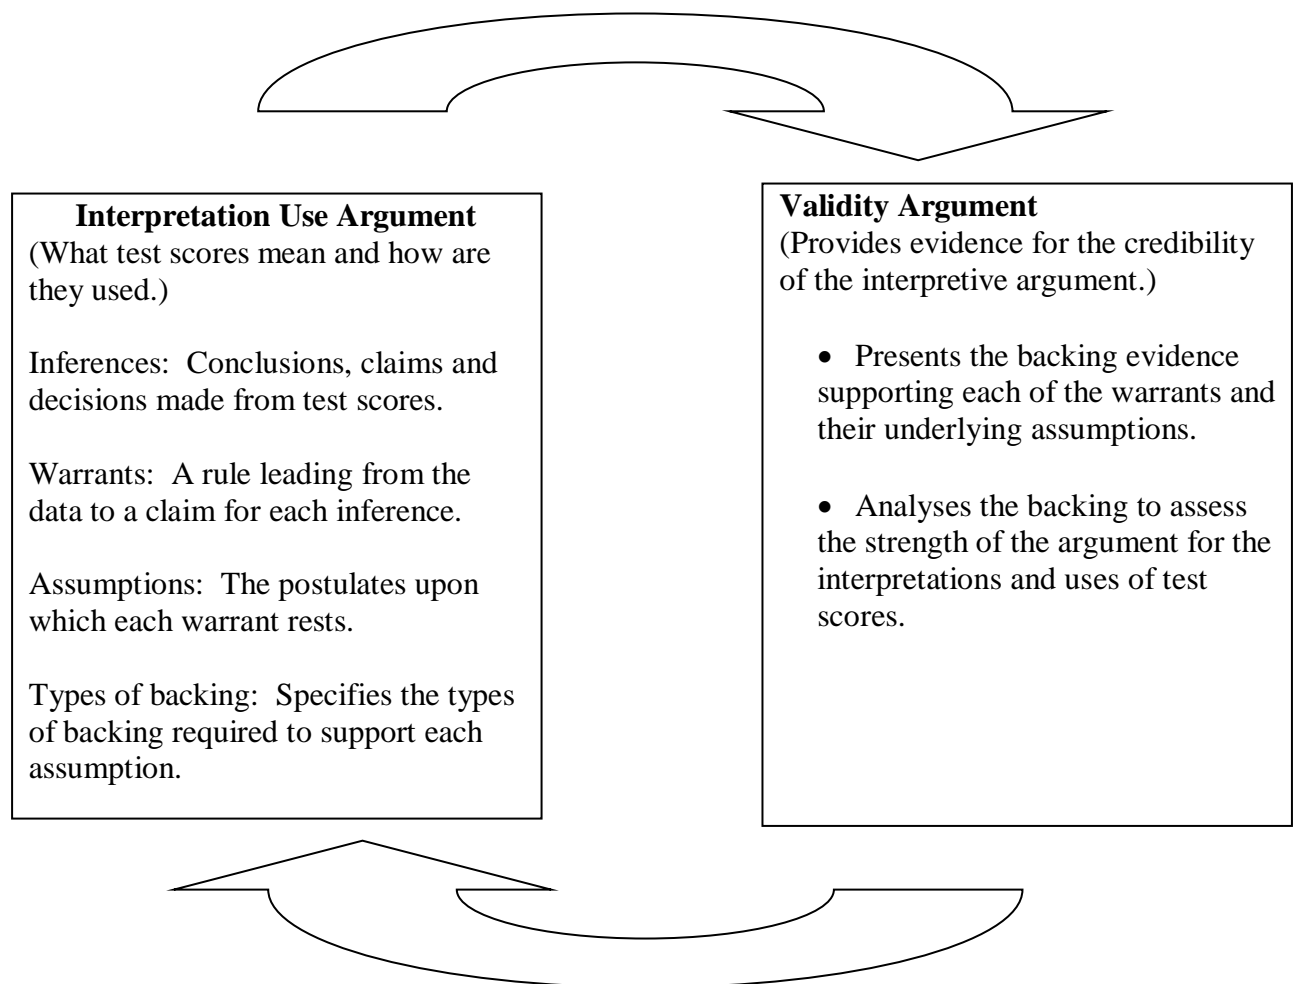 Interpretation Use Argument
(What test scores mean and how are
they used.)
Inferences:  Conclusions, claims and
decisions made from test scores.
Warrants:  A rule leading from the
data to a claim for each inference.
Assumptions:  The postulates upon
which each warrant rests.
Types of backing:  Specifies the types
of backing required to support each
assumption.
Validity Argument
(Provides evidence for the credibility
of the interpretive argument.)
• Presents the backing evidence
supporting each of the warrants and
their underlying assumptions.
• Analyses the backing to assess
the strength of the argument for the
interpretations and uses of test
scores.